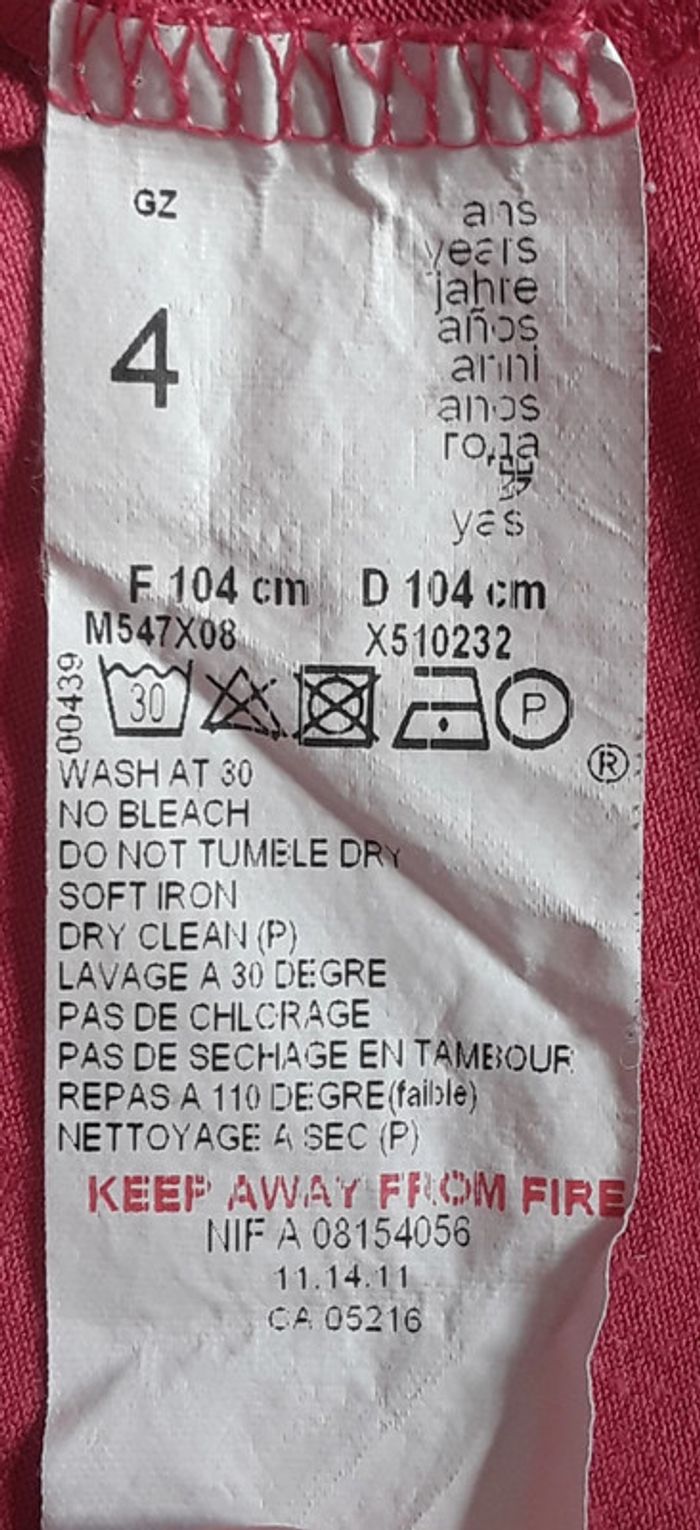 GZ
ans
years
jahre
4
años
anni
anos
года
yas
F 104 cm D 104 cm
M547X08 X510232
00439
30
P
®
WASH AT 30
NO BLEACH
DO NOT TUMBLE DRY
SOFT IRON
DRY CLEAN (P)
LAVAGE A 30 DEGRE
PAS DE CHLORAGE
PAS DE SECHAGE EN TAMBOUR
REPAS A 110 DEGRE(faible)
NETTOYAGE A SEC (P)
KEEP AWAY FROM FIRE
NIF A 08154056
11.14.11
CA 05216